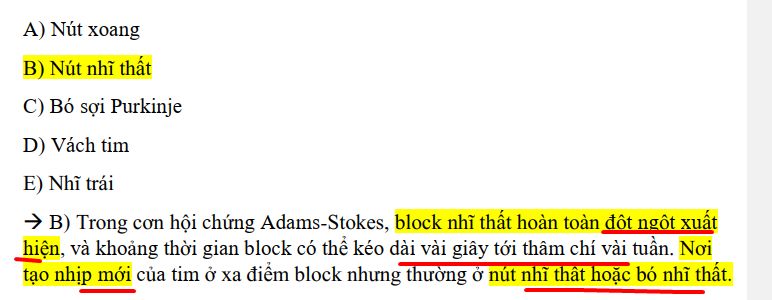 A) Nút xoang
B) Nút nhĩ thất
C) Bó sợi Purkinje
D) Vách tim
E) Nhĩ trái
→ B) Trong cơn hội chứng Adams-Stokes, block nhĩ thất hoàn toàn đột ngột xuất
hiện, và khoảng thời gian block có thể kéo dài vài giây tới thâm chí vài tuần. Nơi
tạo nhịp mới của tim ở xa điểm block nhưng thường ở nút nhĩ thất hoặc bó nhĩ thất.